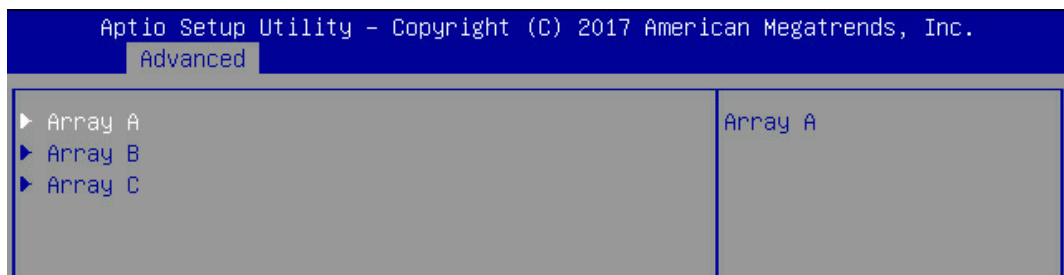 Aptio Setup Utility – Copyright (C) 2017 American Megatrends, Inc.
Advanced
Array A
Array B
Array C
Array A